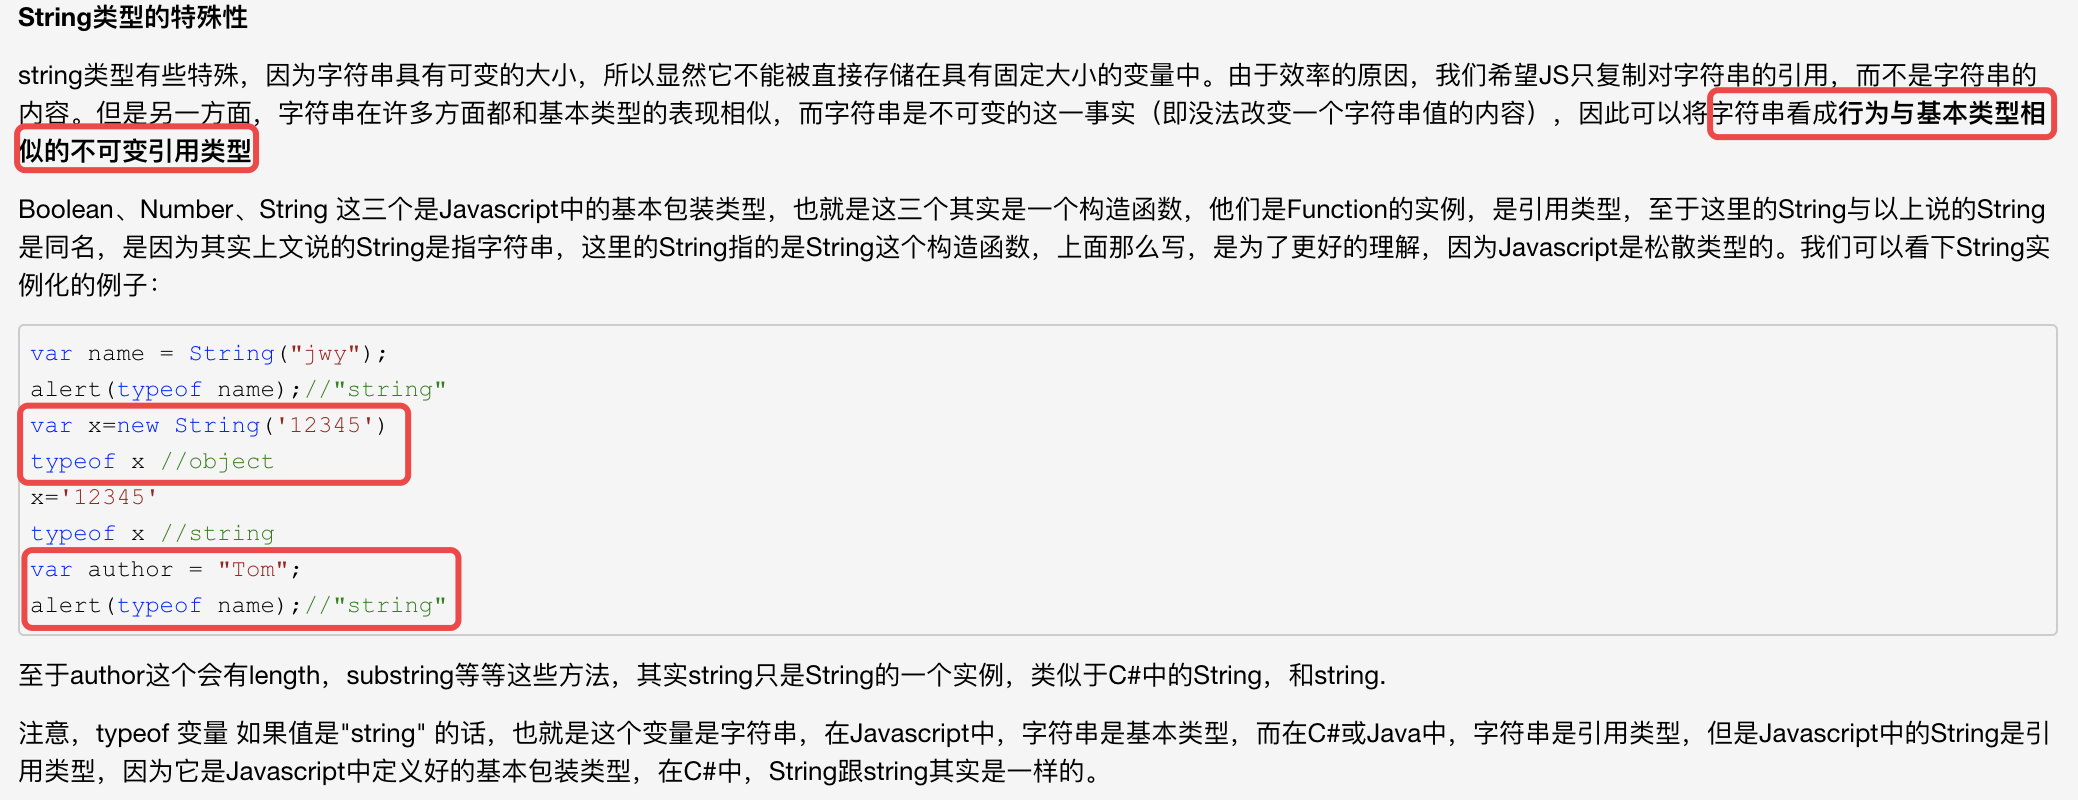 String类型的特殊性
string类型有些特殊，因为字符串具有可变的大小，所以显然它不能被直接存储在具有固定大小的变量中。由于效率的原因，我们希望JS只复制对字符串的引用，而不是字符串的
内容。但是另一方面，字符串在许多方面都和基本类型的表现相似，而字符串是不可变的这一事实（即没法改变一个字符串值的内容），因此可以将字符串看成行为与基本类型相
似的不可变引用类型
Boolean、Number、String 这三个是Javascript中的基本包装类型，也就是这三个其实是一个构造函数，他们是Function的实例，是引用类型，至于这里的String与以上说的String
是同名，是因为其实上文说的String是指字符串，这里的String指的是String这个构造函数，上面那么写，是为了更好的理解，因为Javascript是松散类型的。我们可以看下String实
例化的例子：
var name = String("jwy");
alert(typeof name);//"string"
var x=new String('12345')
typeof x //object
x='12345'
typeof x //string
var author = "Tom";
alert(typeof name);//"string"
至于author这个会有length，substring等等这些方法，其实string只是String的一个实例，类似于C#中的String，和string.
注意，typeof 变量 如果值是"string" 的话，也就是这个变量是字符串，在Javascript中，字符串是基本类型，而在C#或Java中，字符串是引用类型，但是Javascript中的String是引
用类型，因为它是Javascript中定义好的基本包装类型，在C#中，String跟string其实是一样的。